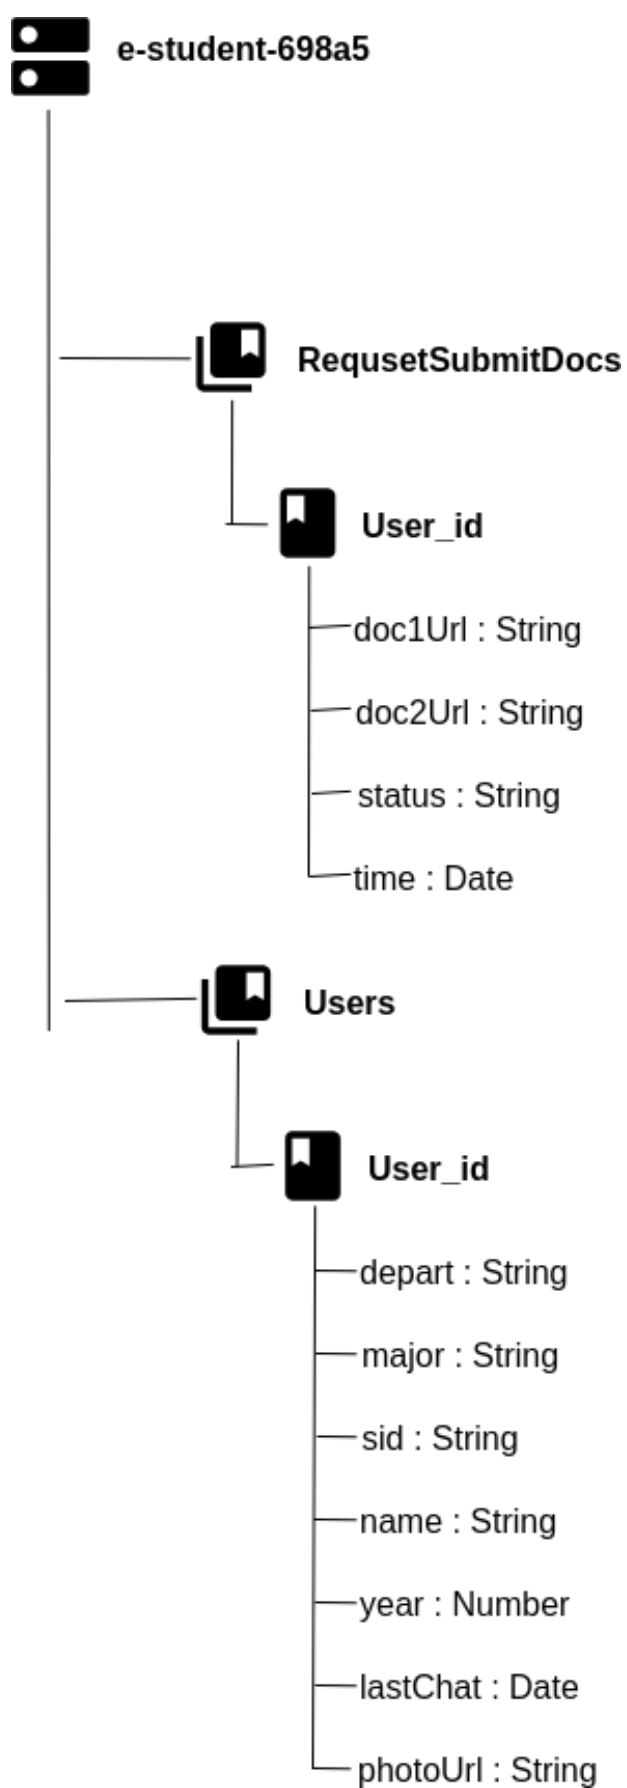 e-student-698a5
RequsetSubmitDocs
User_id
doc1Url : String
doc2Url : String
status : String
time : Date
Users
User_id
depart : String
major : String
sid : String
name : String
year : Number
lastChat : Date
photoUrl : String